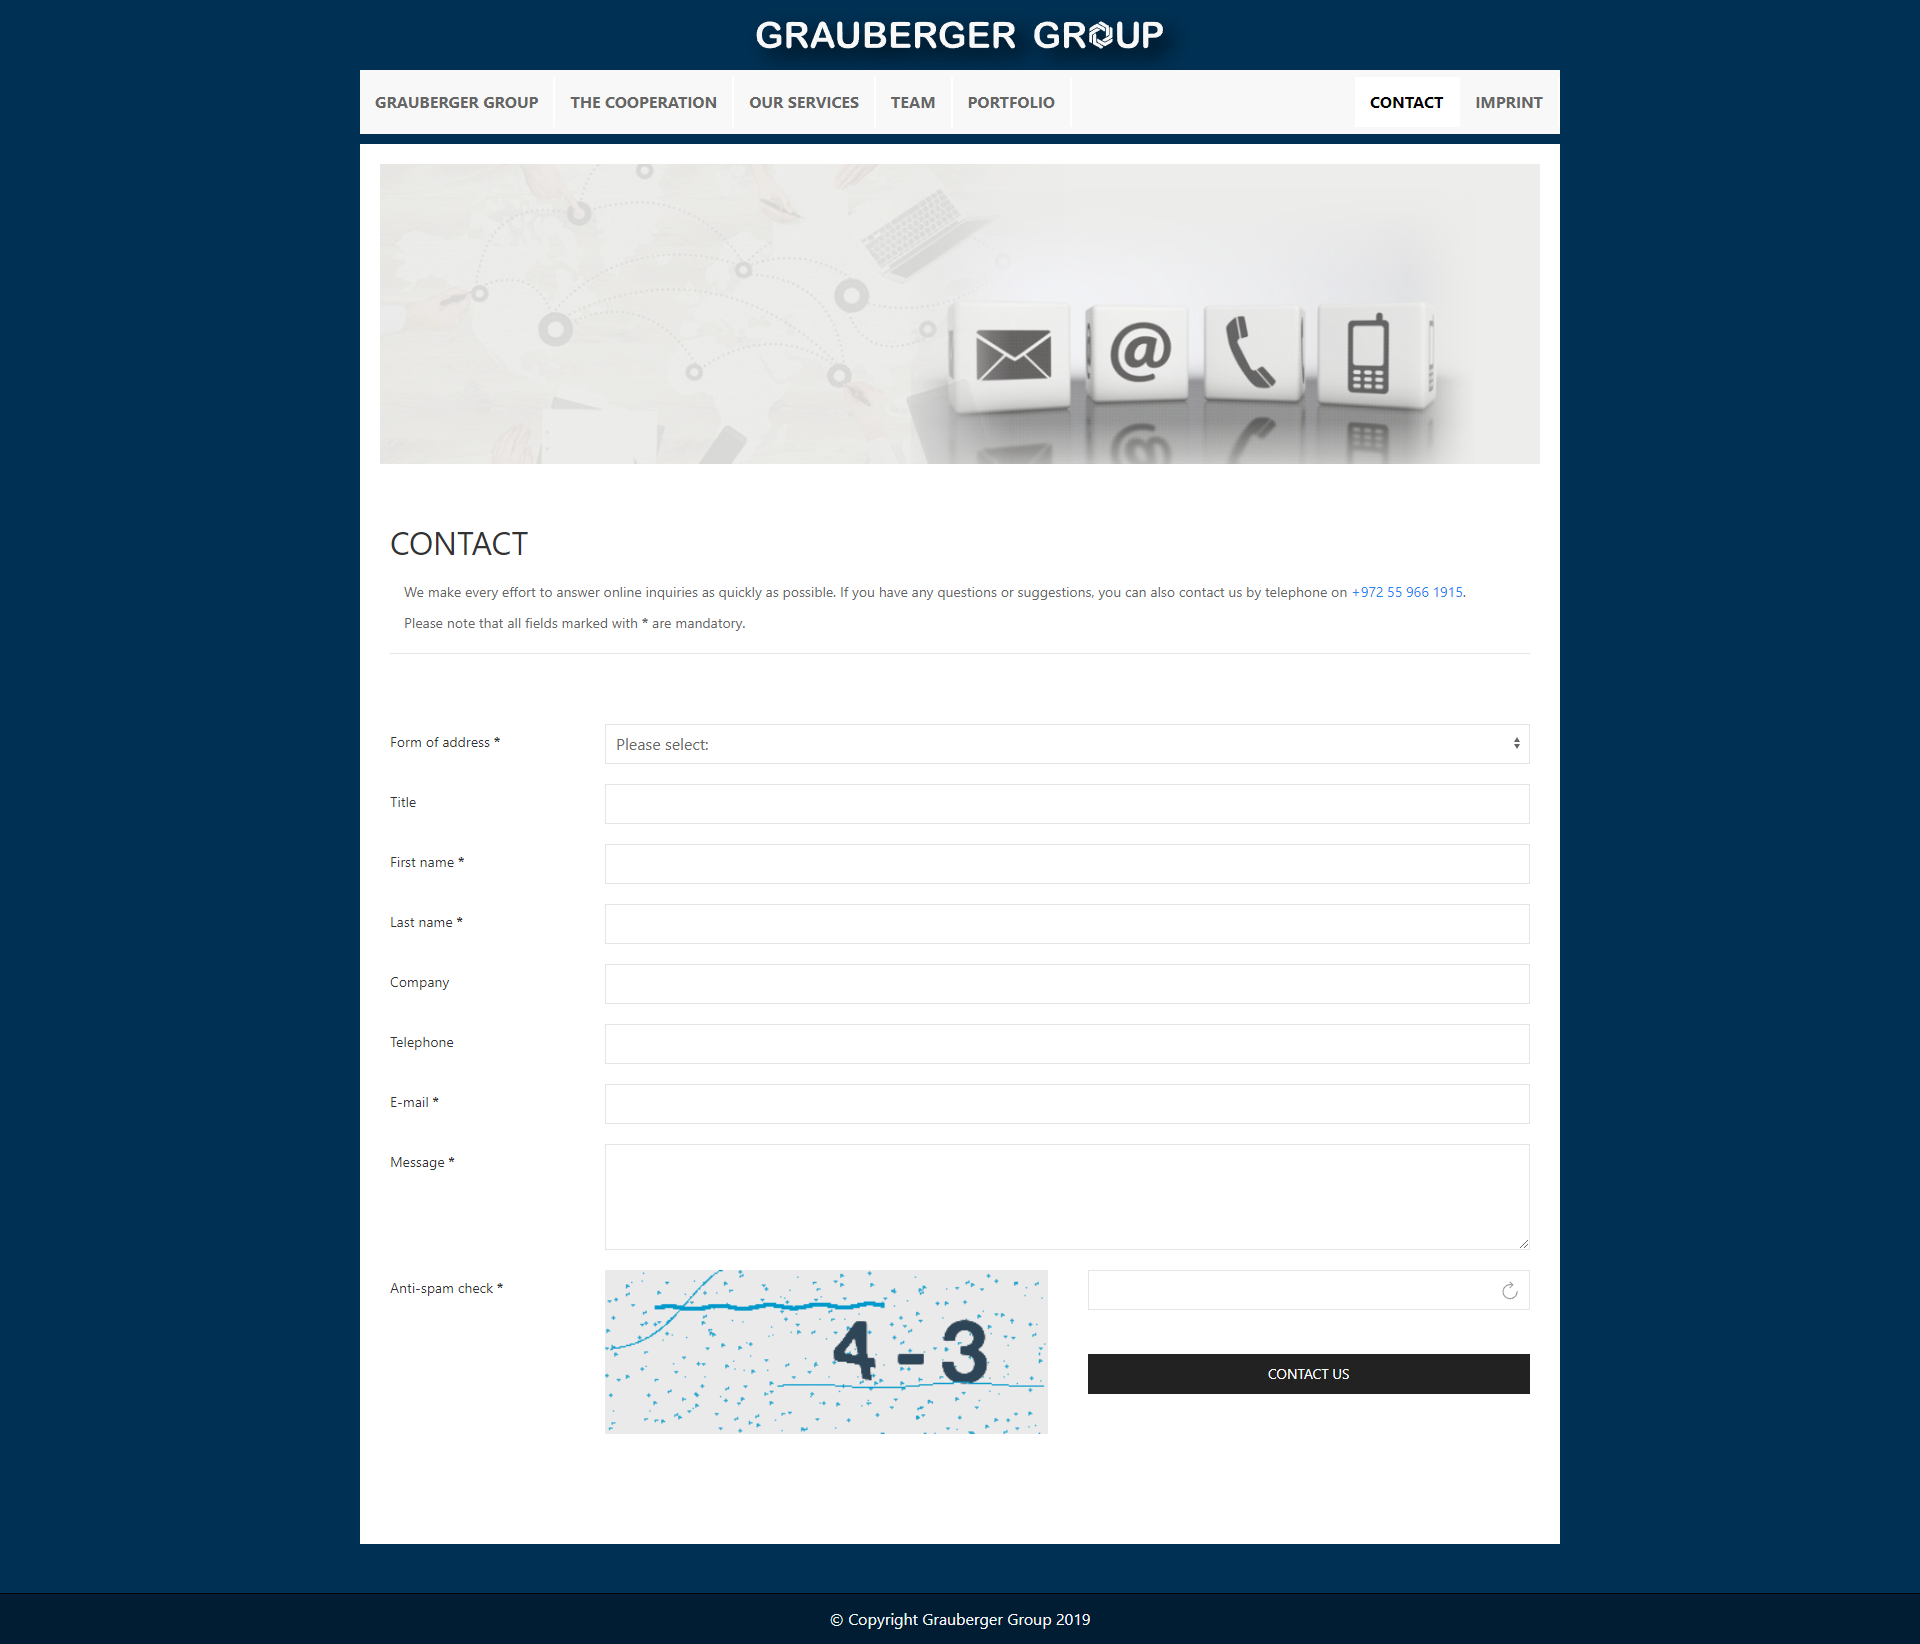 GRAUBERGER GROUP
GRAUBERGER GROUP
THE COOPERATION
OUR SERVICES
TEAM
PORTFOLIO
CONTACT
IMPRINT
@
CONTACT
We make every effort to answer online inquiries as quickly as possible. If you have any questions or suggestions, you can also contact us by telephone on +972 55 966 1915.
Please note that all fields marked with * are mandatory.
Form of address *
Please select:
Title
First name *
Last name *
Company
Telephone
E-mail *
Message *
Anti-spam check *
4 - 3
CONTACT US
© Copyright Grauberger Group 2019